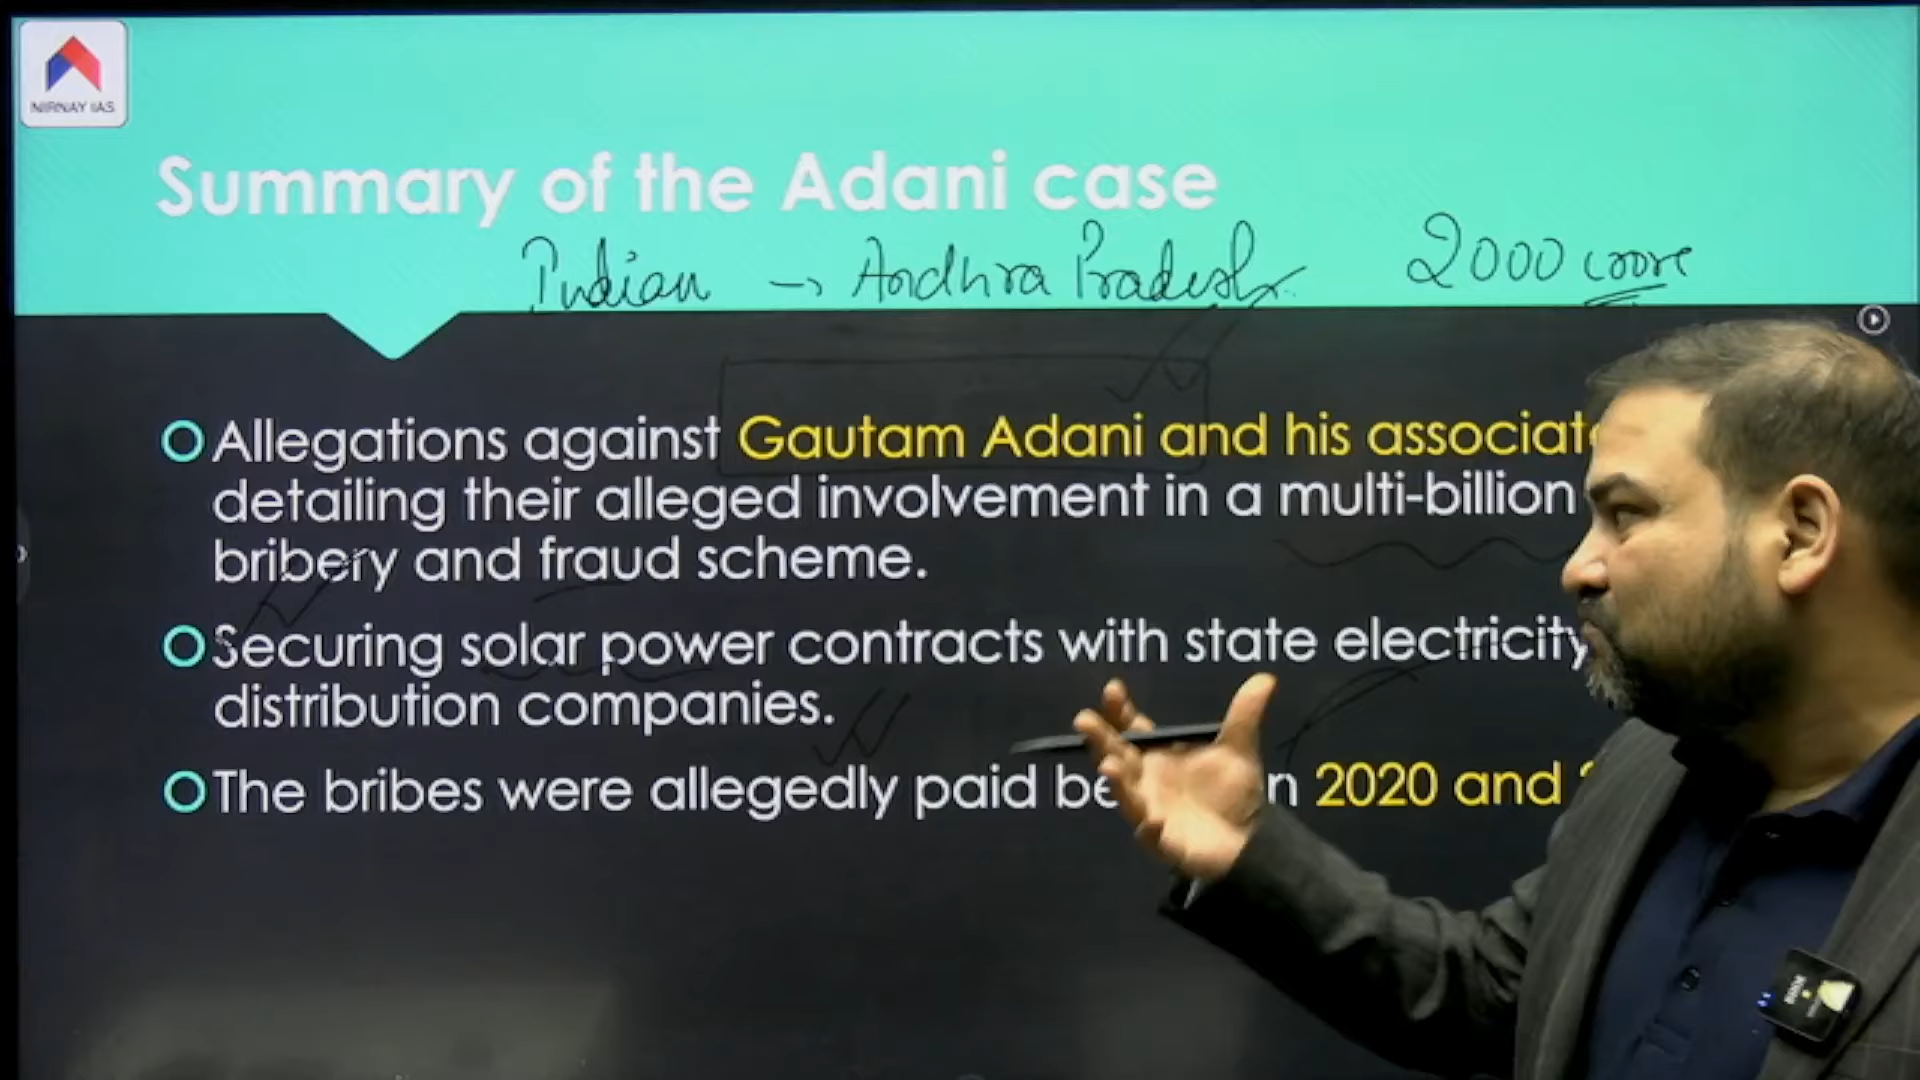 NIRNAY IAS
Summary of the Adani case
Indian → Andhra Pradesh 2000 crore
Allegations against Gautam Adani and his
detailing their alleged involvement in a multi-billion
bribery and fraud scheme.
Securing solar power contracts with state electricity
distribution companies.
The bribes were allegedly paid 2020 and